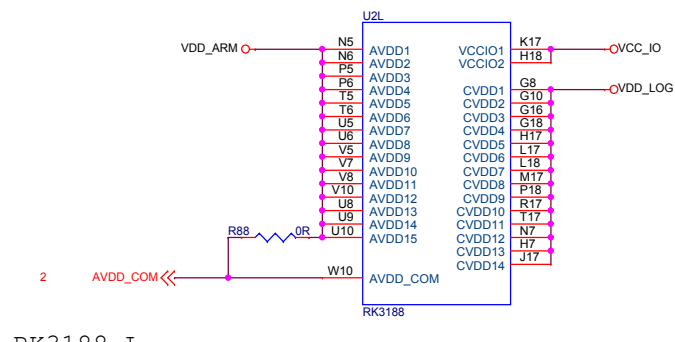 U2L
VDD_ARM N5 AVDD1 VCCIO1 K17 VCC_IO
N6 AVDD2 VCCIO2 H18
P5 AVDD3
P6 AVDD4 CVDD1 G8 VDD_LOG
T5 AVDD5 CVDD2 G10
T6 AVDD6 CVDD3 G16
U5 AVDD7 CVDD4 G18
U6 AVDD8 CVDD5 H17
V5 AVDD9 CVDD6 L17
V7 AVDD10 CVDD7 L18
V8 AVDD11 CVDD8 M17
V10 AVDD12 CVDD9 P18
U8 AVDD13 CVDD10 R17
U9 AVDD14 CVDD11 T17
R88 0R U10 AVDD15 CVDD12 N7
CVDD13 H7
CVDD14 J17
2 AVDD_COM W10 AVDD_COM
RK3188